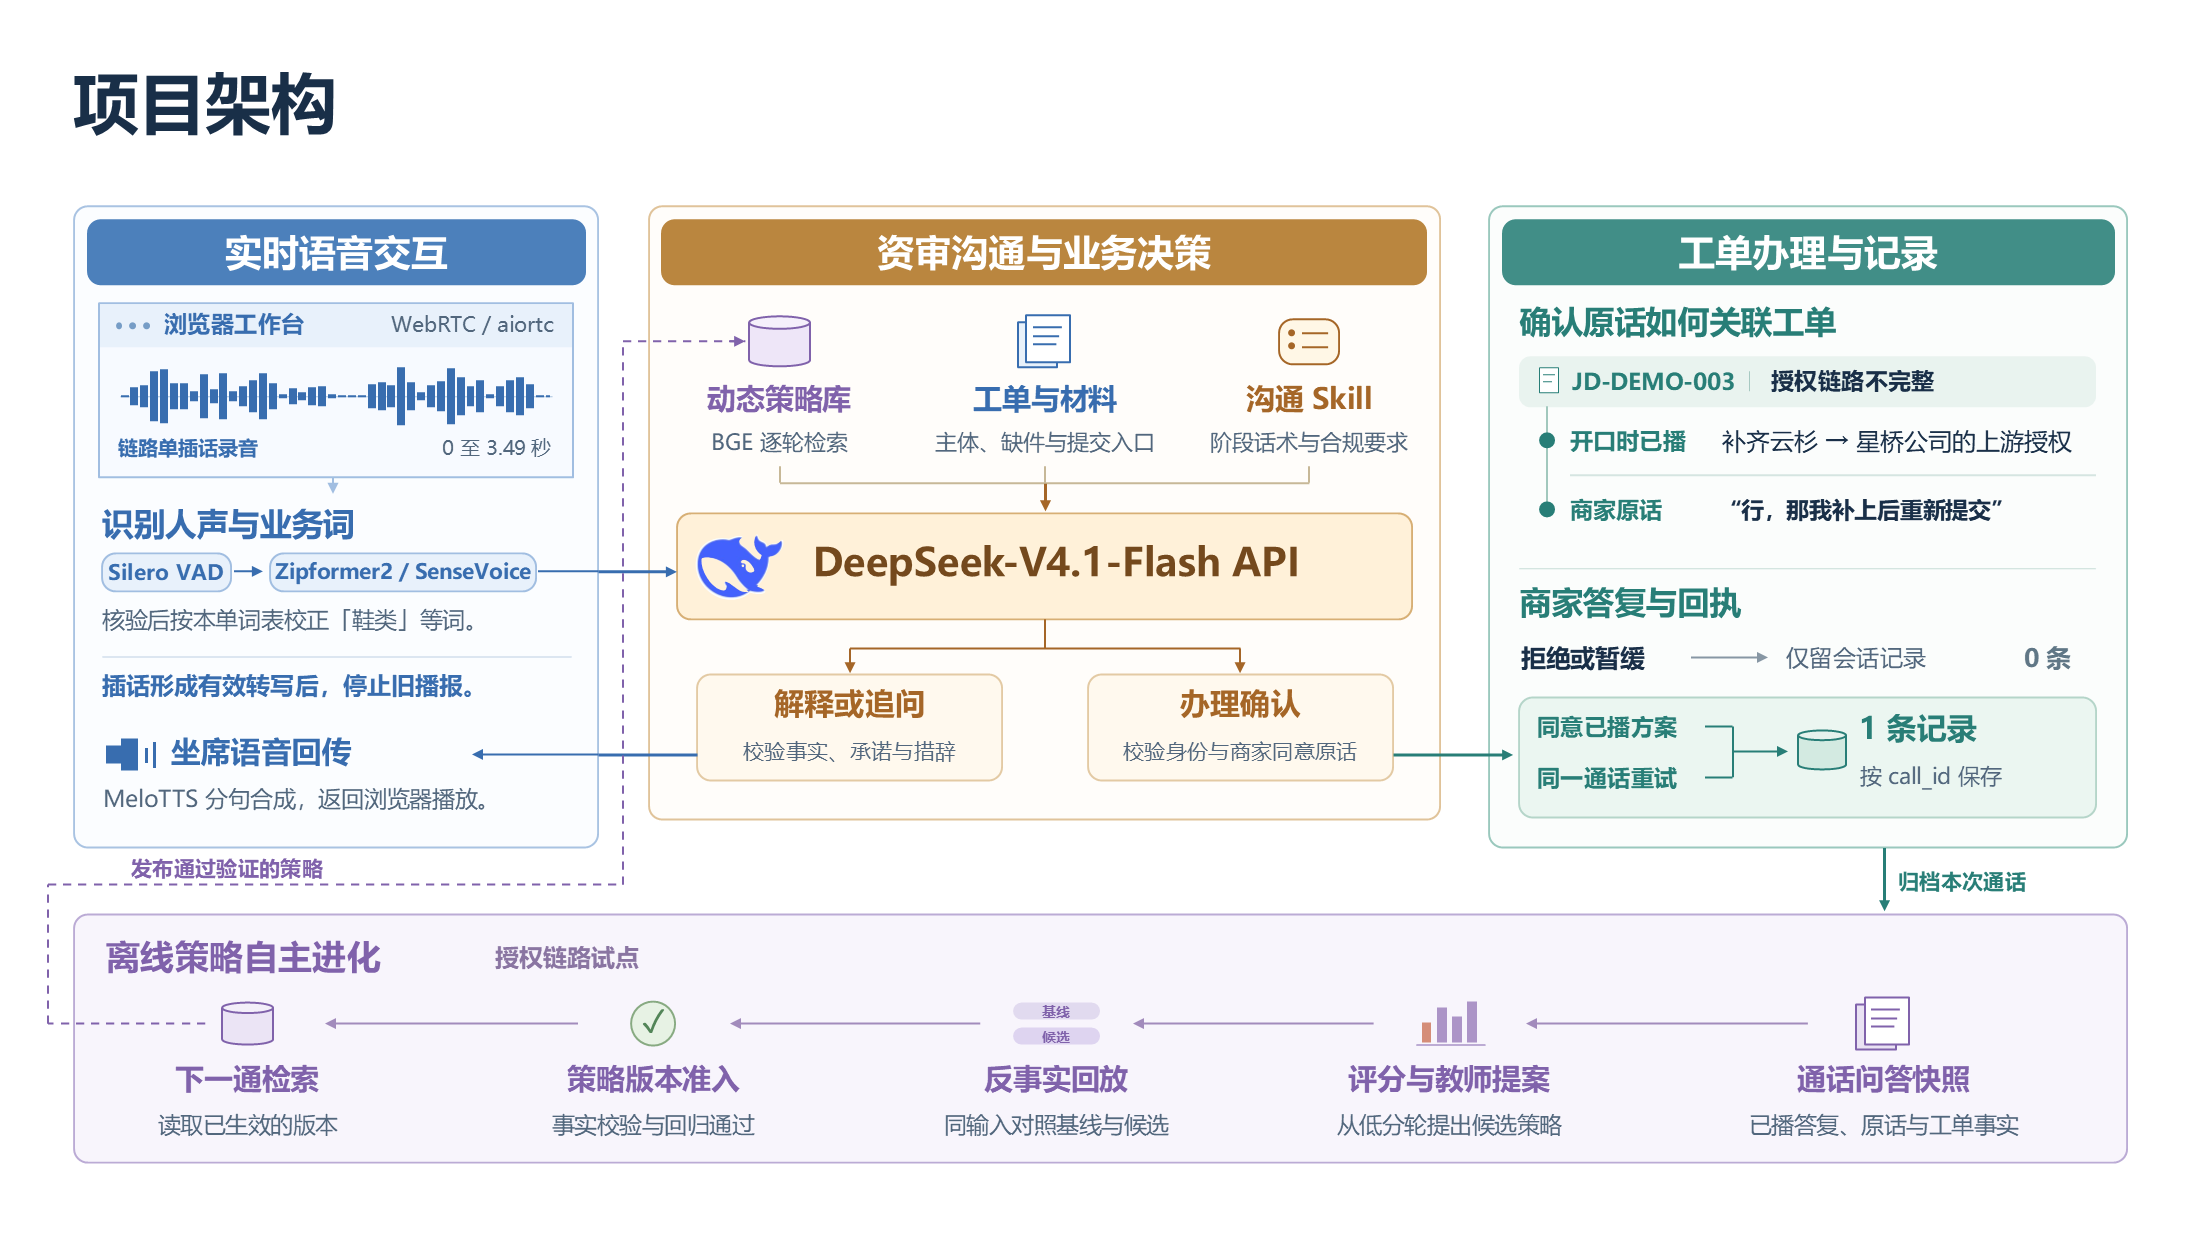 项目架构
实时语音交互
浏览器工作台
WebRTC / aiortc
链路单插话录音
0 至 3.49 秒
识别人声与业务词
Silero VAD
Zipformer2 / SenseVoice
核验后按本单词表校正「鞋类」等词。
插话形成有效转写后，停止旧播报。
坐席语音回传
MeloTTS 分句合成，返回浏览器播放。
资审沟通与业务决策
动态策略库
BGE 逐轮检索
工单与材料
主体、缺件与提交入口
沟通 Skill
阶段话术与合规要求
DeepSeek-V4.1-Flash API
解释或追问
校验事实、承诺与措辞
办理确认
校验身份与商家同意原话
工单办理与记录
确认原话如何关联工单
JD-DEMO-003
授权链路不完整
开口时已播
补齐云杉 → 星桥公司的上游授权
商家原话
“行，那我补上后重新提交”
商家答复与回执
拒绝或暂缓
仅留会话记录
0 条
同意已播方案
同一通话重试
1 条记录
按 call_id 保存
发布通过验证的策略
归档本次通话
离线策略自主进化
授权链路试点
下一通检索
读取已生效的版本
策略版本准入
事实校验与回归通过
基线
候选
反事实回放
同输入对照基线与候选
评分与教师提案
从低分轮提出候选策略
通话问答快照
已播答复、原话与工单事实